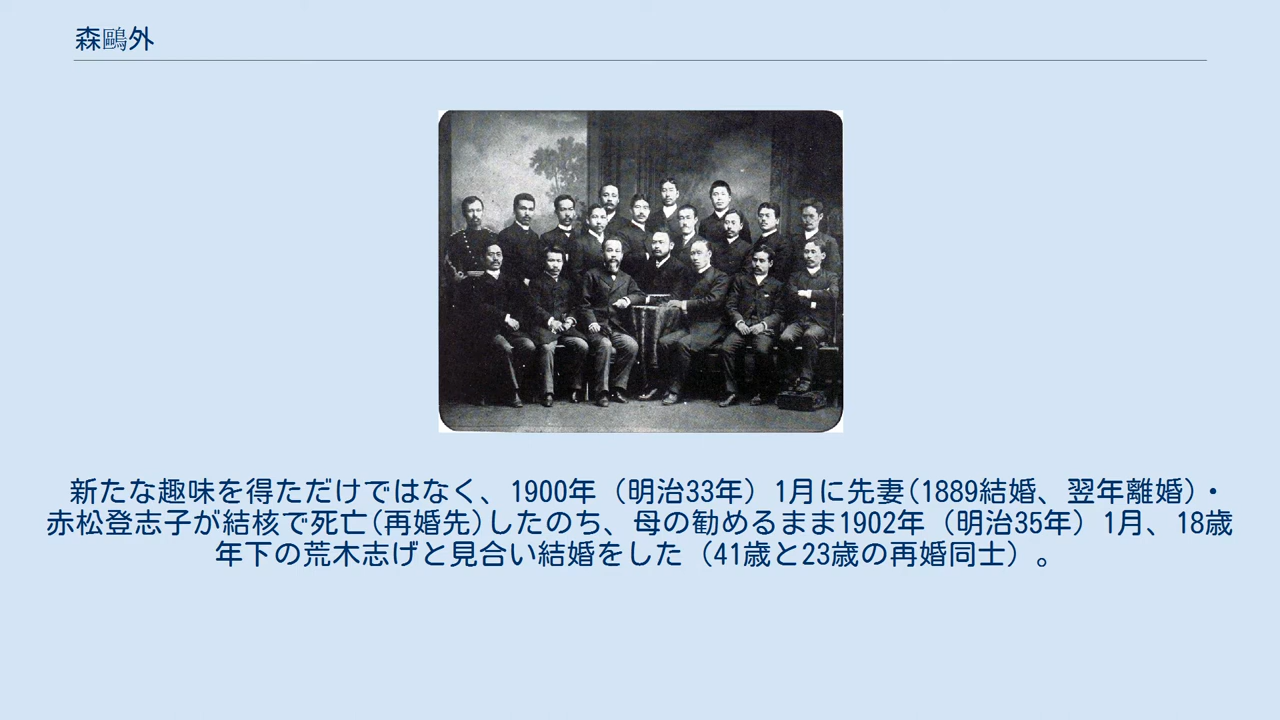 森鷗外
新たな趣味を得ただけではなく、1900年（明治33年）1月に先妻(1889結婚、翌年離婚)・
赤松登志子が結核で死亡(再婚先)したのち、母の勧めるまま1902年（明治35年）1月、18歳
年下の荒木志げと見合い結婚をした（41歳と23歳の再婚同士）。